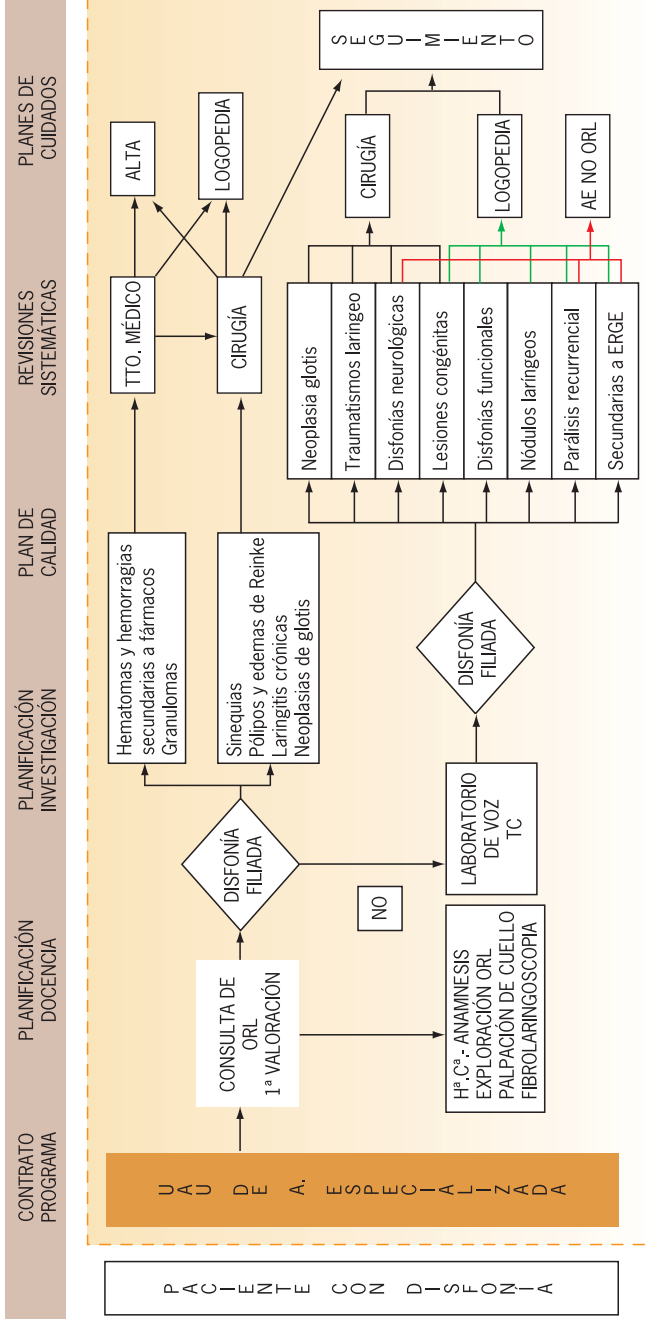 CONTRATO
PROGRAMA
PLANIFICACIÓN
DOCENCIA
PLANIFICACIÓN
INVESTIGACIÓN
PLAN DE
CALIDAD
REVISIONES
SISTEMÁTICAS
PLANES DE
CUIDADOS
PACIENTE CON DISFONÍA
UAU DE A. ESPECIALIZADA
CONSULTA DE
ORL
1ª VALORACIÓN
Hª.Cª.- ANAMNESIS
EXPLORACIÓN ORL
PALPACIÓN DE CUELLO
FIBROLARINGOSCOPIA
DISFONÍA
FILIADA
NO
LABORATORIO
DE VOZ
TC
Hematomas y hemorragias
secundarias a fármacos
Granulomas
Sinequias
Pólipos y edemas de Reinke
Laringitis crónicas
Neoplasias de glotis
DISFONÍA
FILIADA
TTO. MÉDICO
CIRUGÍA
ALTA
LOGOPEDIA
Neoplasia glotis
Traumatismos laringeo
Disfonías neurológicas
Lesiones congénitas
Disfonías funcionales
Nódulos laríngeos
Parálisis recurrencial
Secundarias a ERGE
CIRUGÍA
LOGOPEDIA
AE NO ORL
SEGUIMIENTO